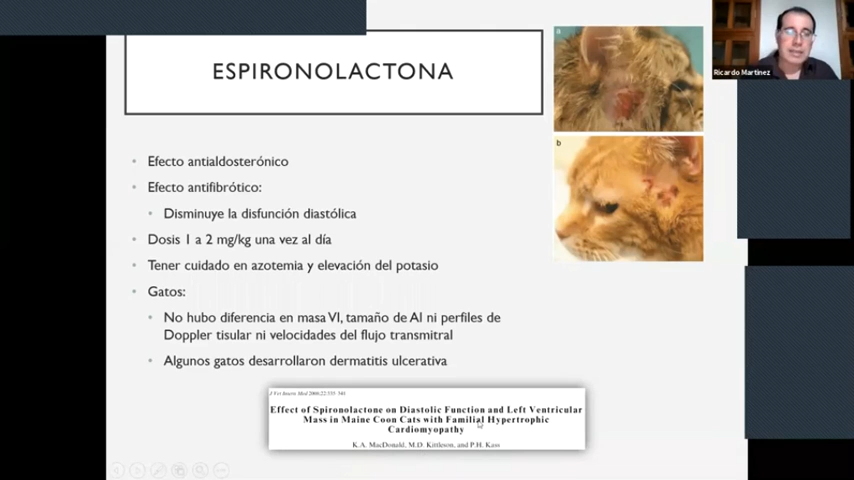 ESPIRONOLACTONA
a
Ricardo Martinez
b
• Efecto antialdosterónico
• Efecto antifibrótico:
• Disminuye la disfunción diastólica
• Dosis 1 a 2 mg/kg una vez al día
• Tener cuidado en azotemia y elevación del potasio
• Gatos:
• No hubo diferencia en masa VI, tamaño de AI ni perfiles de
Doppler tisular ni velocidades del flujo transmitral
• Algunos gatos desarrollaron dermatitis ulcerativa
J Vet Intern Med
Effect of Spironolactone on Diastolic Function and Left Ventricular
Mass in Maine Coon Cats with Familial Hypertrophic
Cardiomyopathy
K.A. MacDonald, M.D. Kittleson, and P.H. Kass